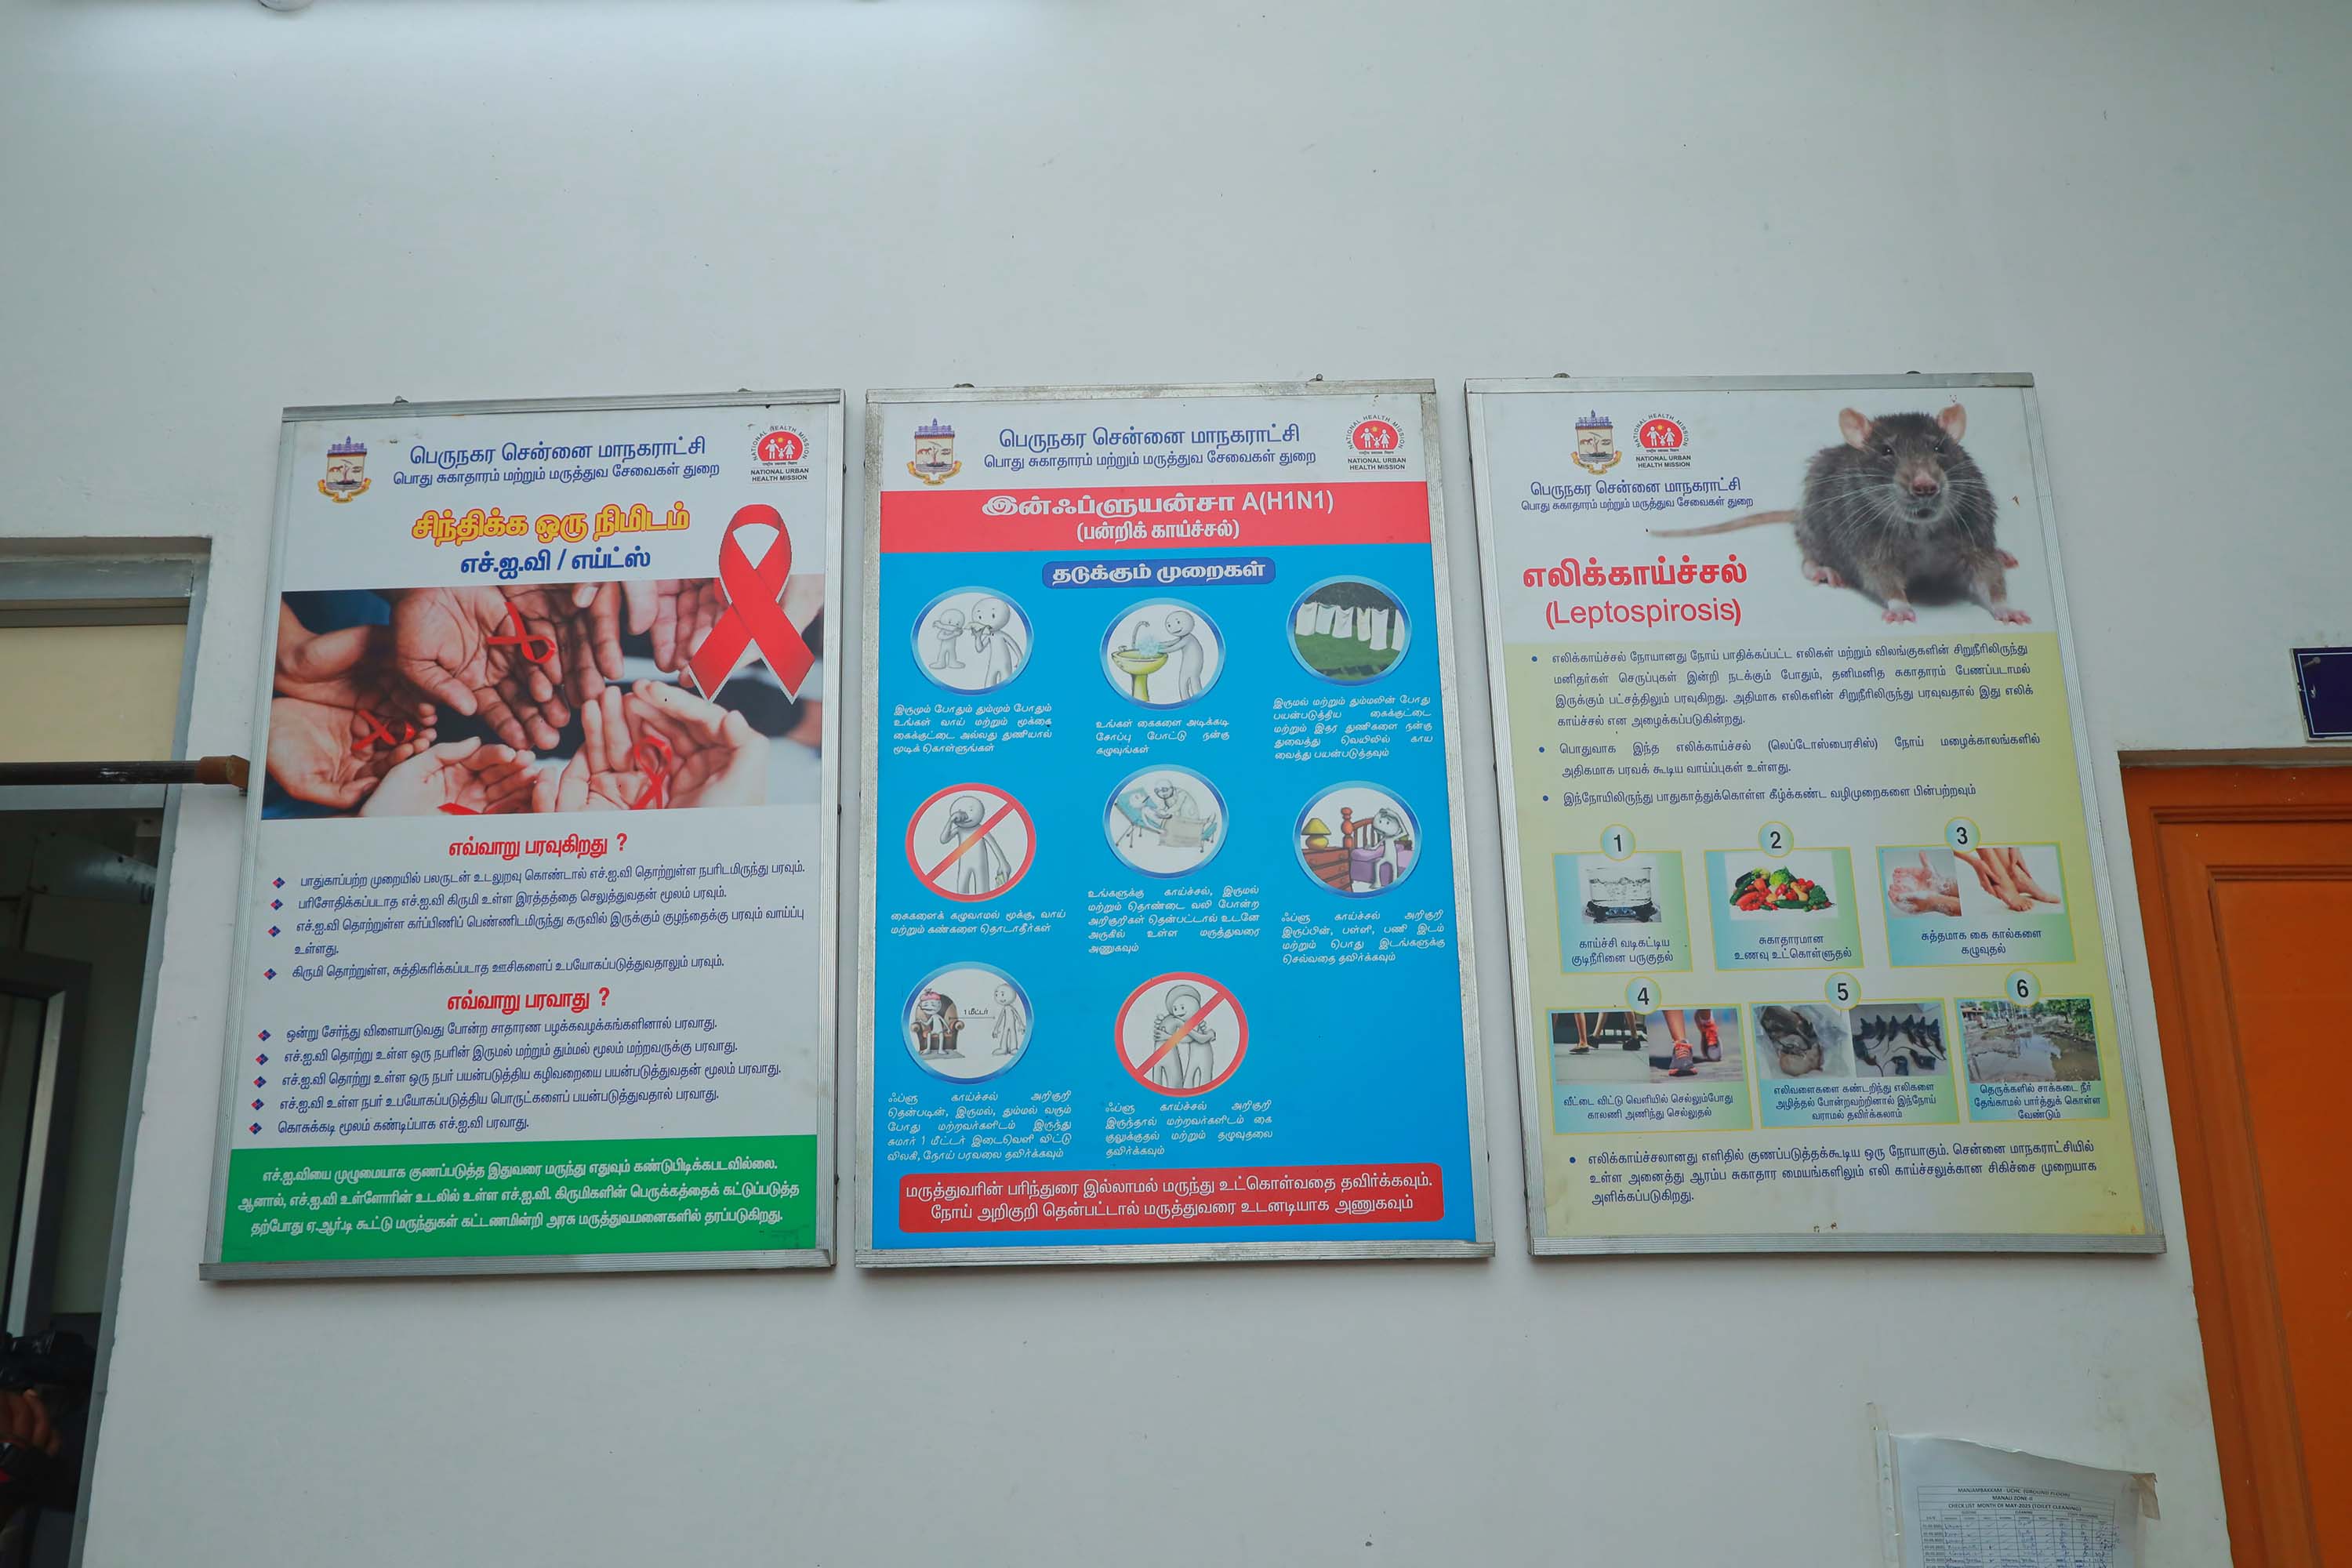 பெருநகர சென்னை மாநகராட்சி
பொது சுகாதாரம் மற்றும் மருத்துவ சேவைகள் துறை
NATIONAL HEALTH MISSION
NATIONAL URBAN
HEALTH MISSION
சிந்திக்க ஒரு நிமிடம்
எச்.ஐ.வி / எய்ட்ஸ்
எவ்வாறு பரவுகிறது ?
பாதுகாப்பற்ற முறையில் பலருடன் உடலுறவு கொண்டால் எச்.ஐ.வி தொற்றுள்ள நபரிடமிருந்து பரவும்.
பரிசோதிக்கப்படாத எச்.ஐ.வி கிருமி உள்ள இரத்தத்தை செலுத்துவதன் மூலம் பரவும்.
எச்.ஐ.வி தொற்றுள்ள கர்ப்பிணிப் பெண்ணிடமிருந்து கருவில் இருக்கும் குழந்தைக்கு பரவும் வாய்ப்பு
உள்ளது.
கிருமி தொற்றுள்ள, சுத்திகரிக்கப்படாத ஊசிகளைப் உபயோகப்படுத்துவதாலும் பரவும்.
எவ்வாறு பரவாது ?
ஒன்று சேர்ந்து விளையாடுவது போன்ற சாதாரண பழக்கவழக்கங்களினால் பரவாது.
எச்.ஐ.வி தொற்று உள்ள ஒரு நபரின் இருமல் மற்றும் தும்மல் மூலம் மற்றவருக்கு பரவாது.
எச்.ஐ.வி தொற்று உள்ள ஒரு நபர் பயன்படுத்திய கழிவறையை பயன்படுத்துவதன் மூலம் பரவாது.
எச்.ஐ.வி உள்ள நபர் உபயோகப்படுத்திய பொருட்களைப் பயன்படுத்துவதால் பரவாது.
கொசுக்கடி மூலம் கண்டிப்பாக எச்.ஐ.வி பரவாது.
எச்.ஐ.வியை முழுமையாக குணப்படுத்த இதுவரை மருந்து எதுவும் கண்டுபிடிக்கபடவில்லை.
ஆனால், எச்.ஐ.வி உள்ளோரின் உடலில் உள்ள எச்.ஐ.வி. கிருமிகளின் பெருக்கத்தைக் கட்டுப்படுத்த
தற்போது ஏ.ஆர்.டி கூட்டு மருந்துகள் கட்டணமின்றி அரசு மருத்துவமனைகளில் தரப்படுகிறது.
பெருநகர சென்னை மாநகராட்சி
பொது சுகாதாரம் மற்றும் மருத்துவ சேவைகள் துறை
NATIONAL HEALTH MISSION
NATIONAL URBAN
HEALTH MISSION
இன்ஃப்ளுயன்சா A(H1N1)
(பன்றிக் காய்ச்சல்)
தடுக்கும் முறைகள்
இருமும் போதும் தும்மும் போதும்
உங்கள் வாய் மற்றும் மூக்கை
கைக்குட்டை அல்லது துணியால்
மூடிக் கொள்ளுங்கள்
உங்கள் கைகளை அடிக்கடி
சோப்பு போட்டு நன்கு
கழுவுங்கள்
இருமல் மற்றும் தும்மலின் போது
பயன்படுத்திய கைக்குட்டை
மற்றும் இதர துணிகளை நன்கு
துவைத்து வெயிலில் காய
வைத்து பயன்படுத்தவும்
கைகளைக் கழுவாமல் மூக்கு, வாய்
மற்றும் கண்களை தொடாதீர்கள்
உங்களுக்கு காய்ச்சல், இருமல்
மற்றும் தொண்டை வலி போன்ற
அறிகுறிகள் தென்பட்டால் உடனே
அருகில் உள்ள மருத்துவரை
அணுகவும்
ஃப்ளு காய்ச்சல் அறிகுறி
இருப்பின், பள்ளி, பணி இடம்
மற்றும் பொது இடங்களுக்கு
செல்வதை தவிர்க்கவும்
1 மீட்டர்
ஃப்ளு காய்ச்சல் அறிகுறி
தென்படின், இருமல், தும்மல் வரும்
போது மற்றவர்களிடம் இருந்து
சுமார் 1 மீட்டர் இடைவெளி விட்டு
விலகி, நோய் பரவலை தவிர்க்கவும்
ஃப்ளு காய்ச்சல் அறிகுறி
இருந்தால் மற்றவர்களிடம் கை
குலுக்குதல் மற்றும் தழுவுதலை
தவிர்க்கவும்
மருத்துவரின் பரிந்துரை இல்லாமல் மருந்து உட்கொள்வதை தவிர்க்கவும்.
நோய் அறிகுறி தென்பட்டால் மருத்துவரை உடனடியாக அணுகவும்
NATIONAL HEALTH MISSION
NATIONAL URBAN
HEALTH MISSION
பெருநகர சென்னை மாநகராட்சி
பொது சுகாதாரம் மற்றும் மருத்துவ சேவைகள் துறை
எலிக்காய்ச்சல்
(Leptospirosis)
எலிக்காய்ச்சல் நோயானது நோய் பாதிக்கப்பட்ட எலிகள் மற்றும் விலங்குகளின் சிறுநீரிலிருந்து
மனிதர்கள் செருப்புகள் இன்றி நடக்கும் போதும், தனிமனித சுகாதாரம் பேணப்படாமல்
இருக்கும் பட்சத்திலும் பரவுகிறது. அதிமாக எலிகளின் சிறுநீரிலிருந்து பரவுவதால் இது எலிக்
காய்ச்சல் என அழைக்கப்படுகின்றது.
பொதுவாக இந்த எலிக்காய்ச்சல் (லெப்டோஸ்பைரசிஸ்) நோய் மழைக்காலங்களில்
அதிகமாக பரவக் கூடிய வாய்ப்புகள் உள்ளது.
இந்நோயிலிருந்து பாதுகாத்துக்கொள்ள கீழ்க்கண்ட வழிமுறைகளை பின்பற்றவும்
1
2
3
காய்ச்சி வடிகட்டிய
குடிநீரினை பருகுதல்
சுகாதாரமான
உணவு உட்கொள்ளுதல்
சுத்தமாக கை கால்களை
கழுவுதல்
4
5
6
வீட்டை விட்டு வெளியில் செல்லும்போது
காலணி அணிந்து செல்லுதல்
எலிவளைகளை கண்டறிந்து எலிகளை
அழித்தல் போன்றவற்றினால் இந்நோய்
வராமல் தவிர்க்கலாம்
தெருக்களில் சாக்கடை நீர்
தேங்காமல் பார்த்துக் கொள்ள
வேண்டும்
எலிக்காய்ச்சலானது எளிதில் குணப்படுத்தக்கூடிய ஒரு நோயாகும். சென்னை மாநகராட்சியில்
உள்ள அனைத்து ஆரம்ப சுகாதார மையங்களிலும் எலி காய்ச்சலுக்கான சிகிச்சை முறையாக
அளிக்கப்படுகிறது.
MANJAMBAKKAM - UCHC
MANALI ZONE
CHECK LIST MONTH OF MAY-2025 (TOILET CLEANING)